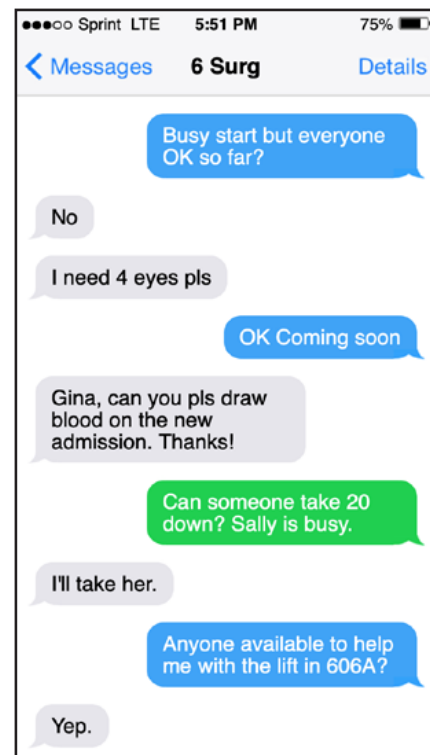 Sprint LTE 5:51 PM 75%
Messages 6 Surg Details
Busy start but everyone
OK so far?
No
I need 4 eyes pls
OK Coming soon
Gina, can you pls draw
blood on the new
admission. Thanks!
Can someone take 20
down? Sally is busy.
I'll take her.
Anyone available to help
me with the lift in 606A?
Yep.